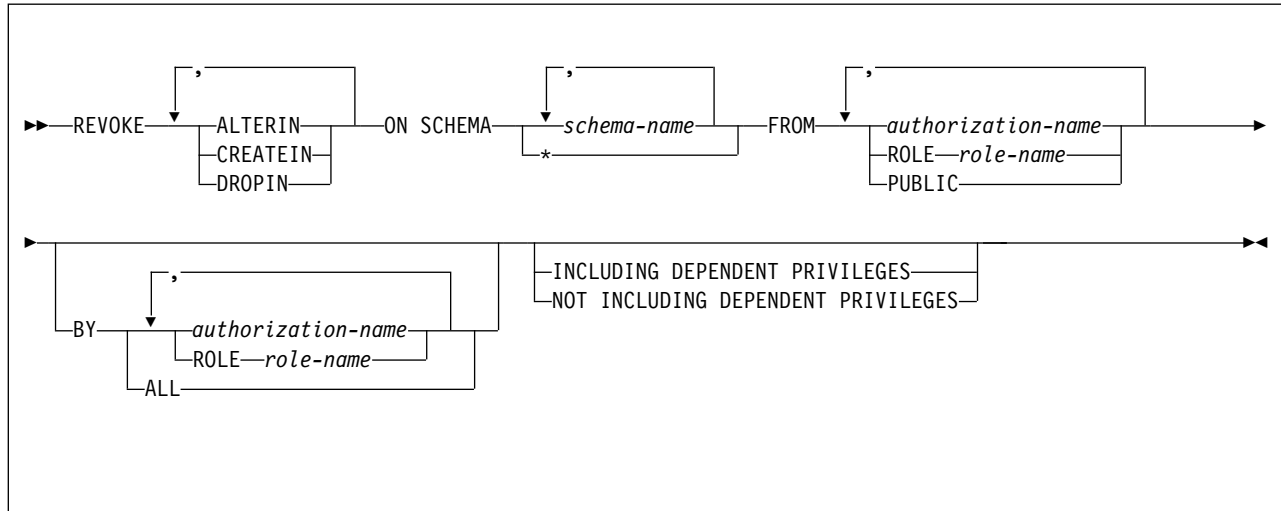 , , ,
REVOKE ALTERIN ON SCHEMA schema-name FROM authorization-name
CREATEIN * ROLE role-name
DROPIN PUBLIC
, INCLUDING DEPENDENT PRIVILEGES
NOT INCLUDING DEPENDENT PRIVILEGES
BY authorization-name
ROLE role-name
ALL